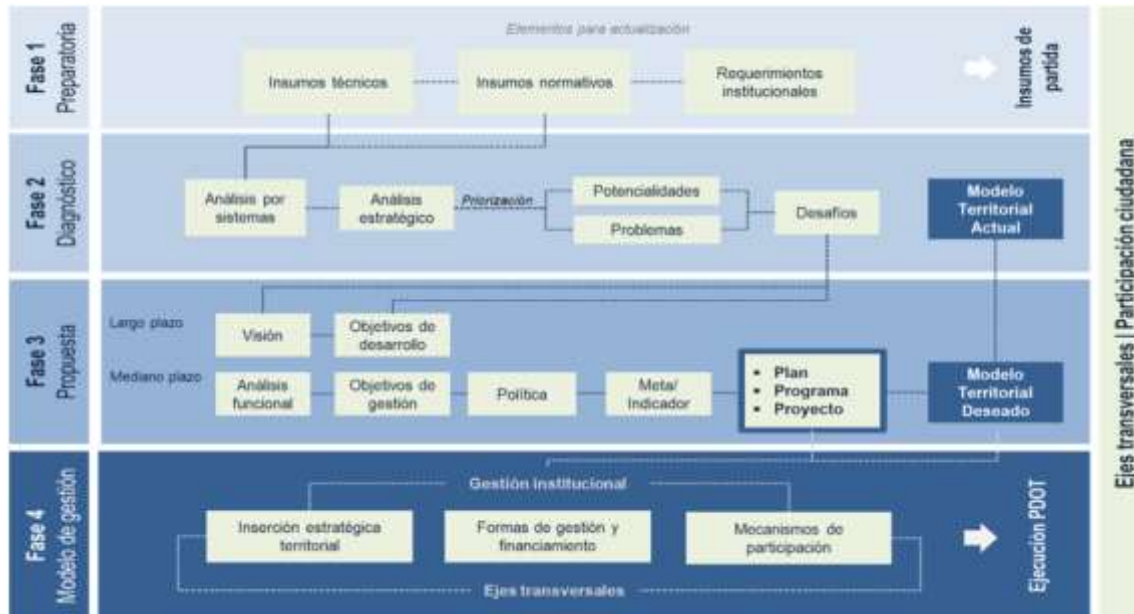 Fase 1
Preparatoria
Elementos para actualización
Insumos técnicos
Insumos normativos
Requerimientos
institucionales
Insumos de
partida
Fase 2
Diagnóstico
Análisis por
sistemas
Análisis
estratégico
Priorización
Potencialidades
Problemas
Desafíos
Modelo
Territorial
Actual
Fase 3
Propuesta
Largo plazo
Visión
Objetivos de
desarrollo
Mediano plazo
Análisis
funcional
Objetivos de
gestión
Política
Meta/
Indicador
• Plan
• Programa
• Proyecto
Modelo
Territorial
Deseado
Fase 4
Modelo de gestión
Gestión institucional
Inserción estratégica
territorial
Formas de gestión y
financiamiento
Mecanismos de
participación
Ejes transversales
Ejecución PDOT
Ejes transversales | Participación ciudadana